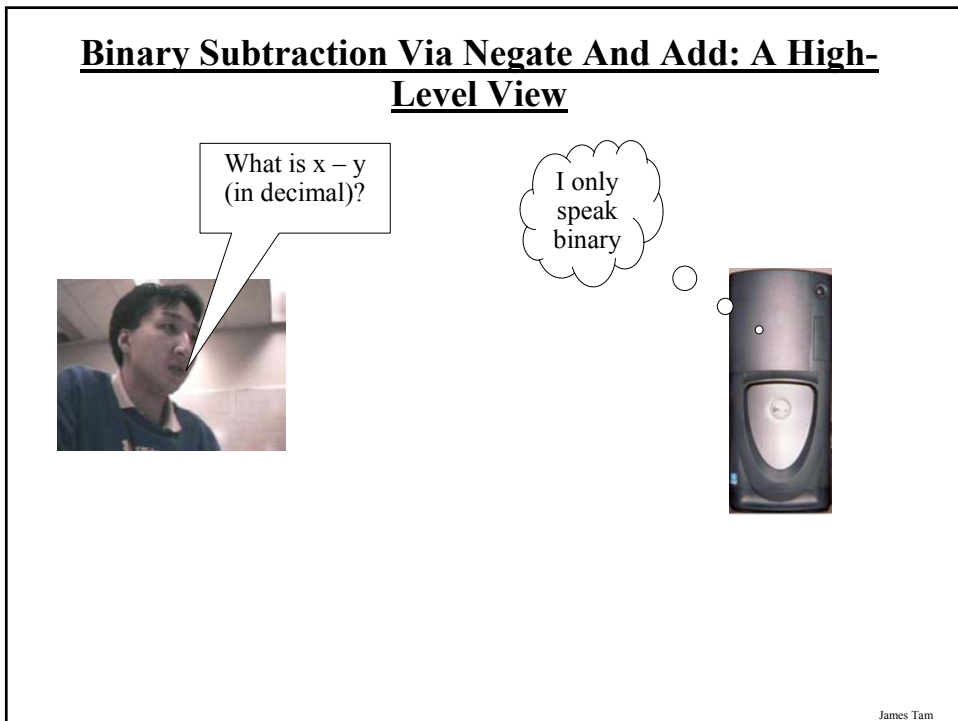 Binary Subtraction Via Negate And Add: A High-
Level View
What is x – y
(in decimal)?
I only
speak
binary
James Tam